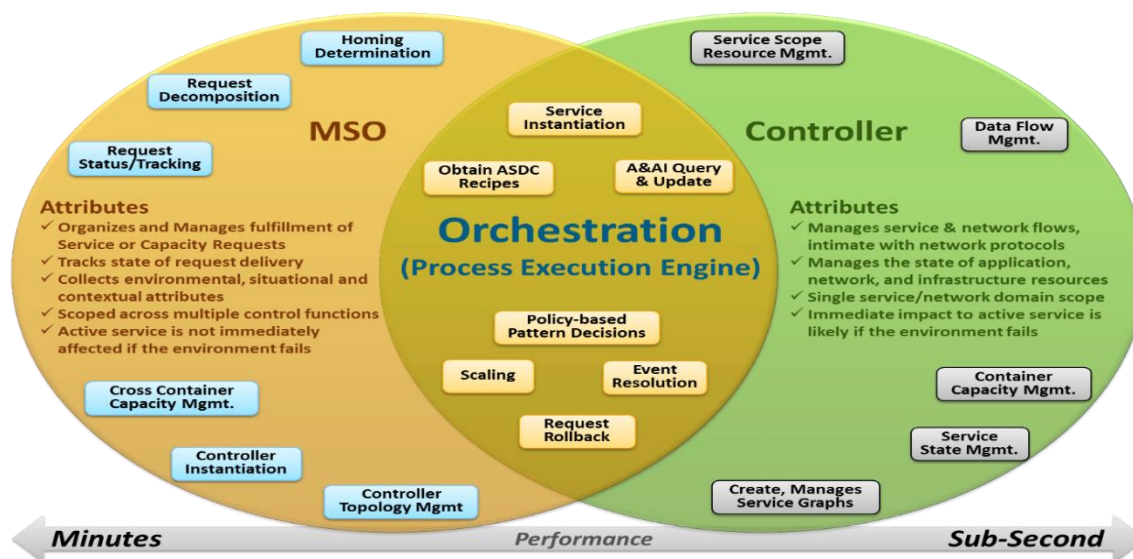 Homing
Determination
Request
Decomposition
MSO
Request
Status/Tracking
Attributes
✓ Organizes and Manages fulfillment of
Service or Capacity Requests
✓ Tracks state of request delivery
✓ Collects environmental, situational and
contextual attributes
✓ Scoped across multiple control functions
✓ Active service is not immediately
affected if the environment fails
Cross Container
Capacity Mgmt.
Controller
Instantiation
Controller
Topology Mgmt
Service
Instantiation
Obtain ASDC
Recipes
A&AI Query
& Update
Orchestration
(Process Execution Engine)
Policy-based
Pattern Decisions
Scaling
Event
Resolution
Request
Rollback
Service Scope
Resource Mgmt.
Controller
Data Flow
Mgmt.
Attributes
✓ Manages service & network flows,
intimate with network protocols
✓ Manages the state of application,
network, and infrastructure resources
✓ Single service/network domain scope
✓ Immediate impact to active service is
likely if the environment fails
Container
Capacity Mgmt.
Service
State Mgmt.
Create, Manages
Service Graphs
Minutes
Performance
Sub-Second